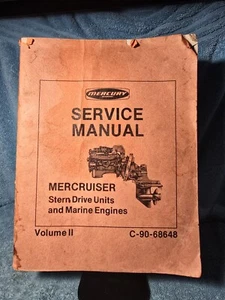 MERCURY
SERVICE
MANUAL
MERCRUISER
Stern Drive Units
and Marine Engines
Volume II
C-90-68648